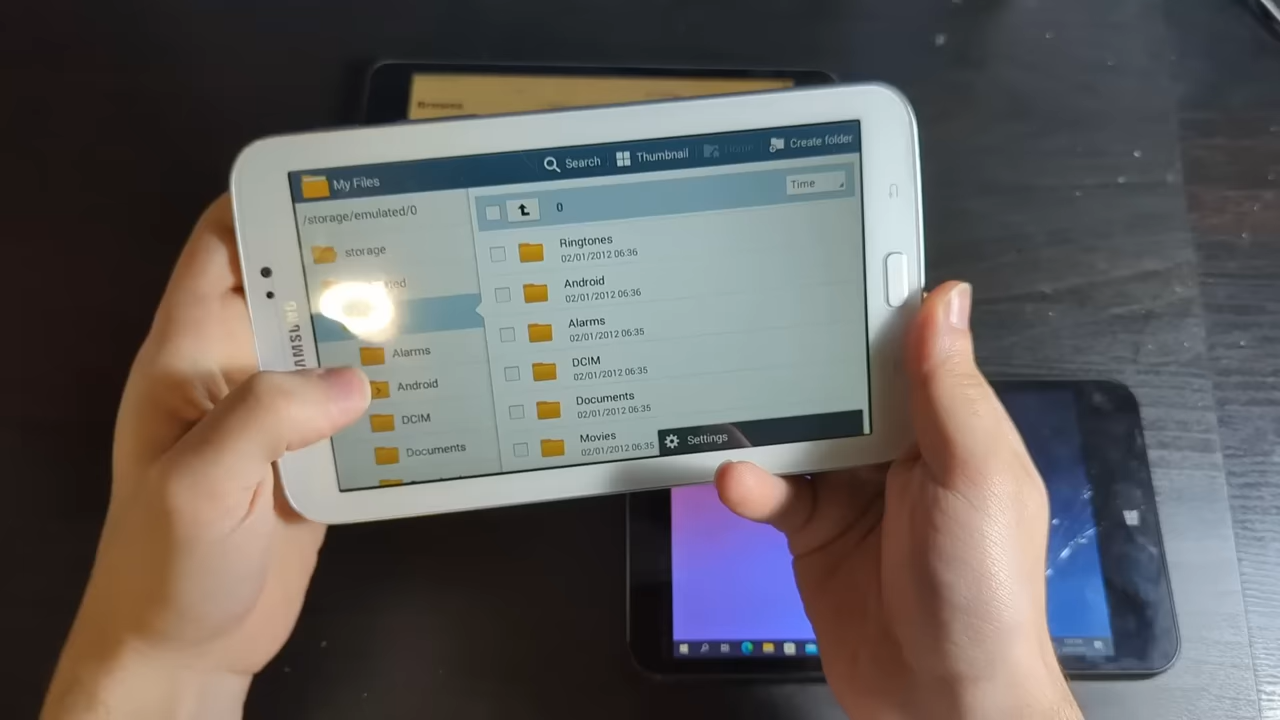 Browse
My Files
Search
Thumbnail
Home
Create folder
/storage/emulated/0
0
Time
storage
Alarms
Android
DCIM
Documents
Ringtones
02/01/2012 06:36
Android
02/01/2012 06:36
Alarms
02/01/2012 06:35
DCIM
02/01/2012 06:35
Documents
02/01/2012 06:35
Movies
02/01/2012 06:35
Settings
SAMSUNG